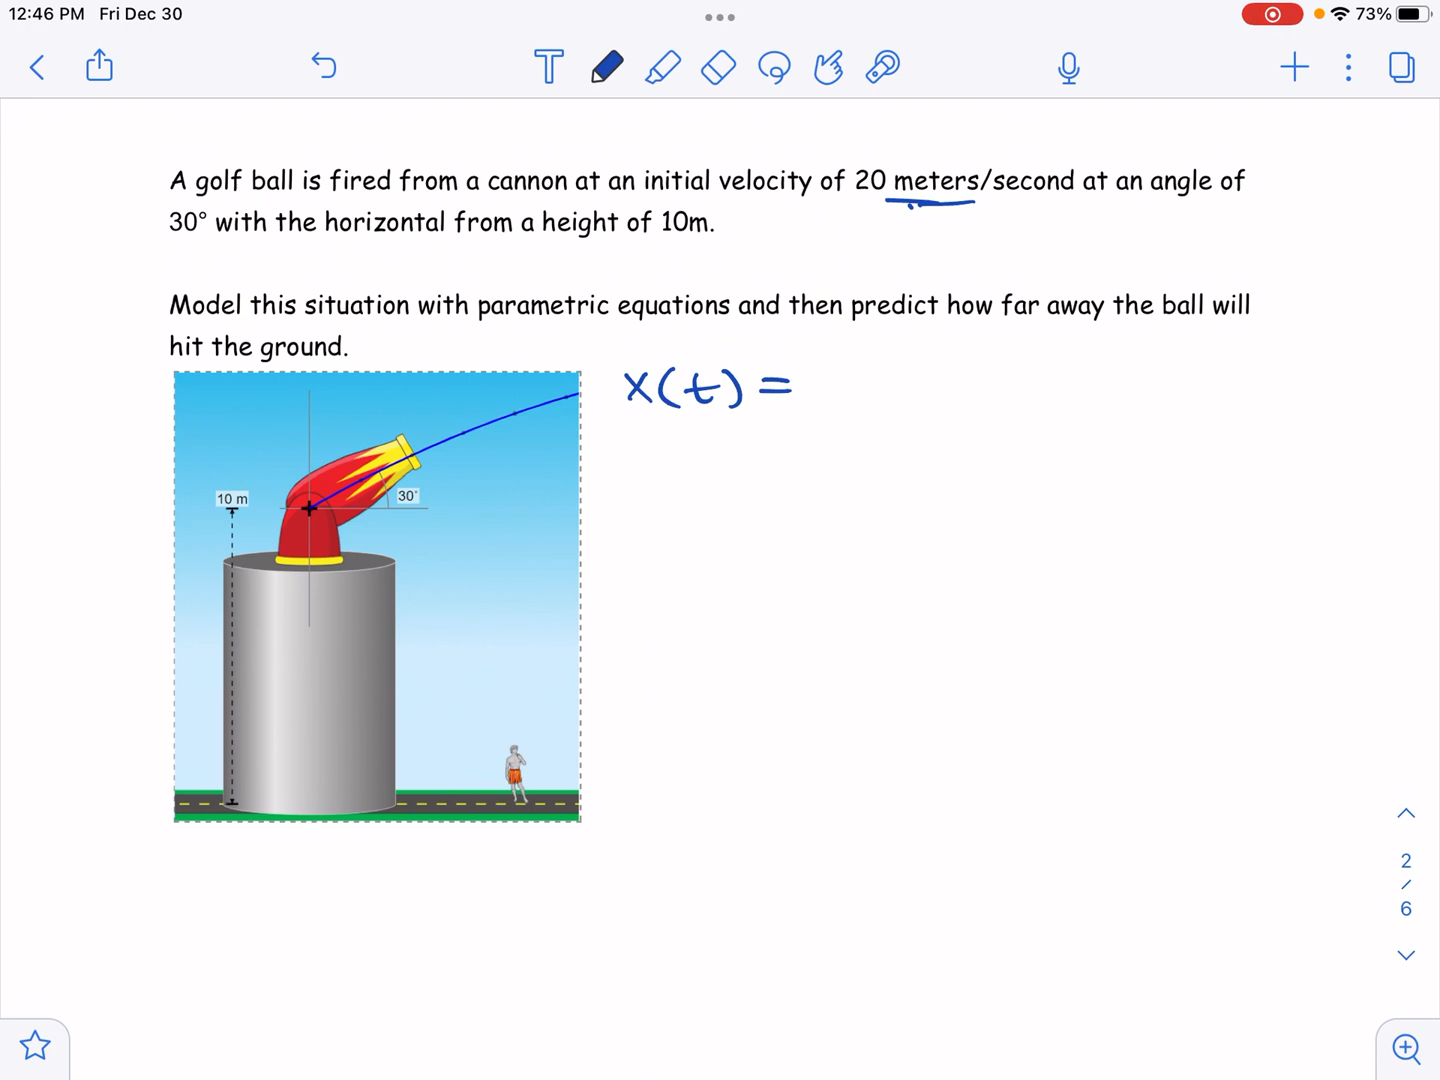 12:46 PM Fri Dec 30
73%
A golf ball is fired from a cannon at an initial velocity of 20 meters/second at an angle of
30° with the horizontal from a height of 10m.
Model this situation with parametric equations and then predict how far away the ball will
hit the ground.
x(t) =
10 m
30°
2
/
6